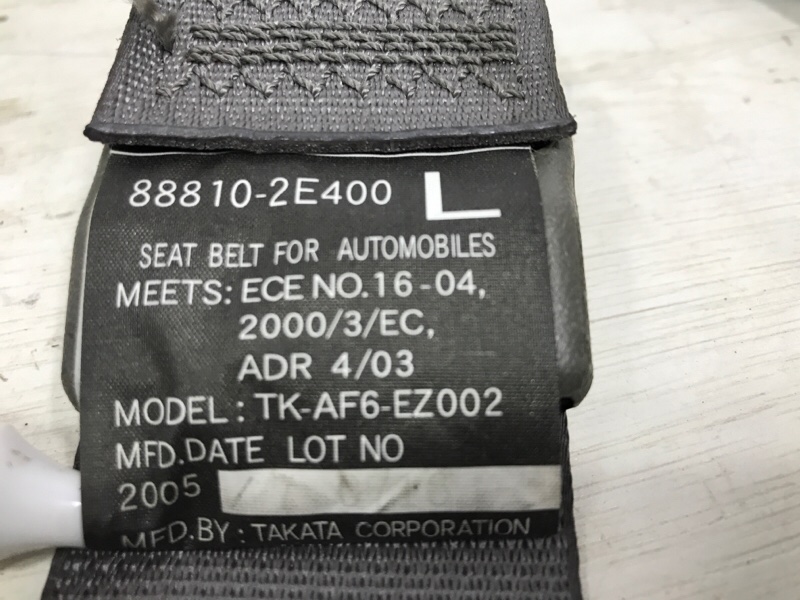 88810-2E400 L
SEAT BELT FOR AUTOMOBILES
MEETS: ECE NO.16-04,
2000/3/EC,
ADR 4/03
MODEL: TK-AF6-EZ002
MFD.DATE LOT NO
2005
MFD.BY: TAKATA CORPORATION